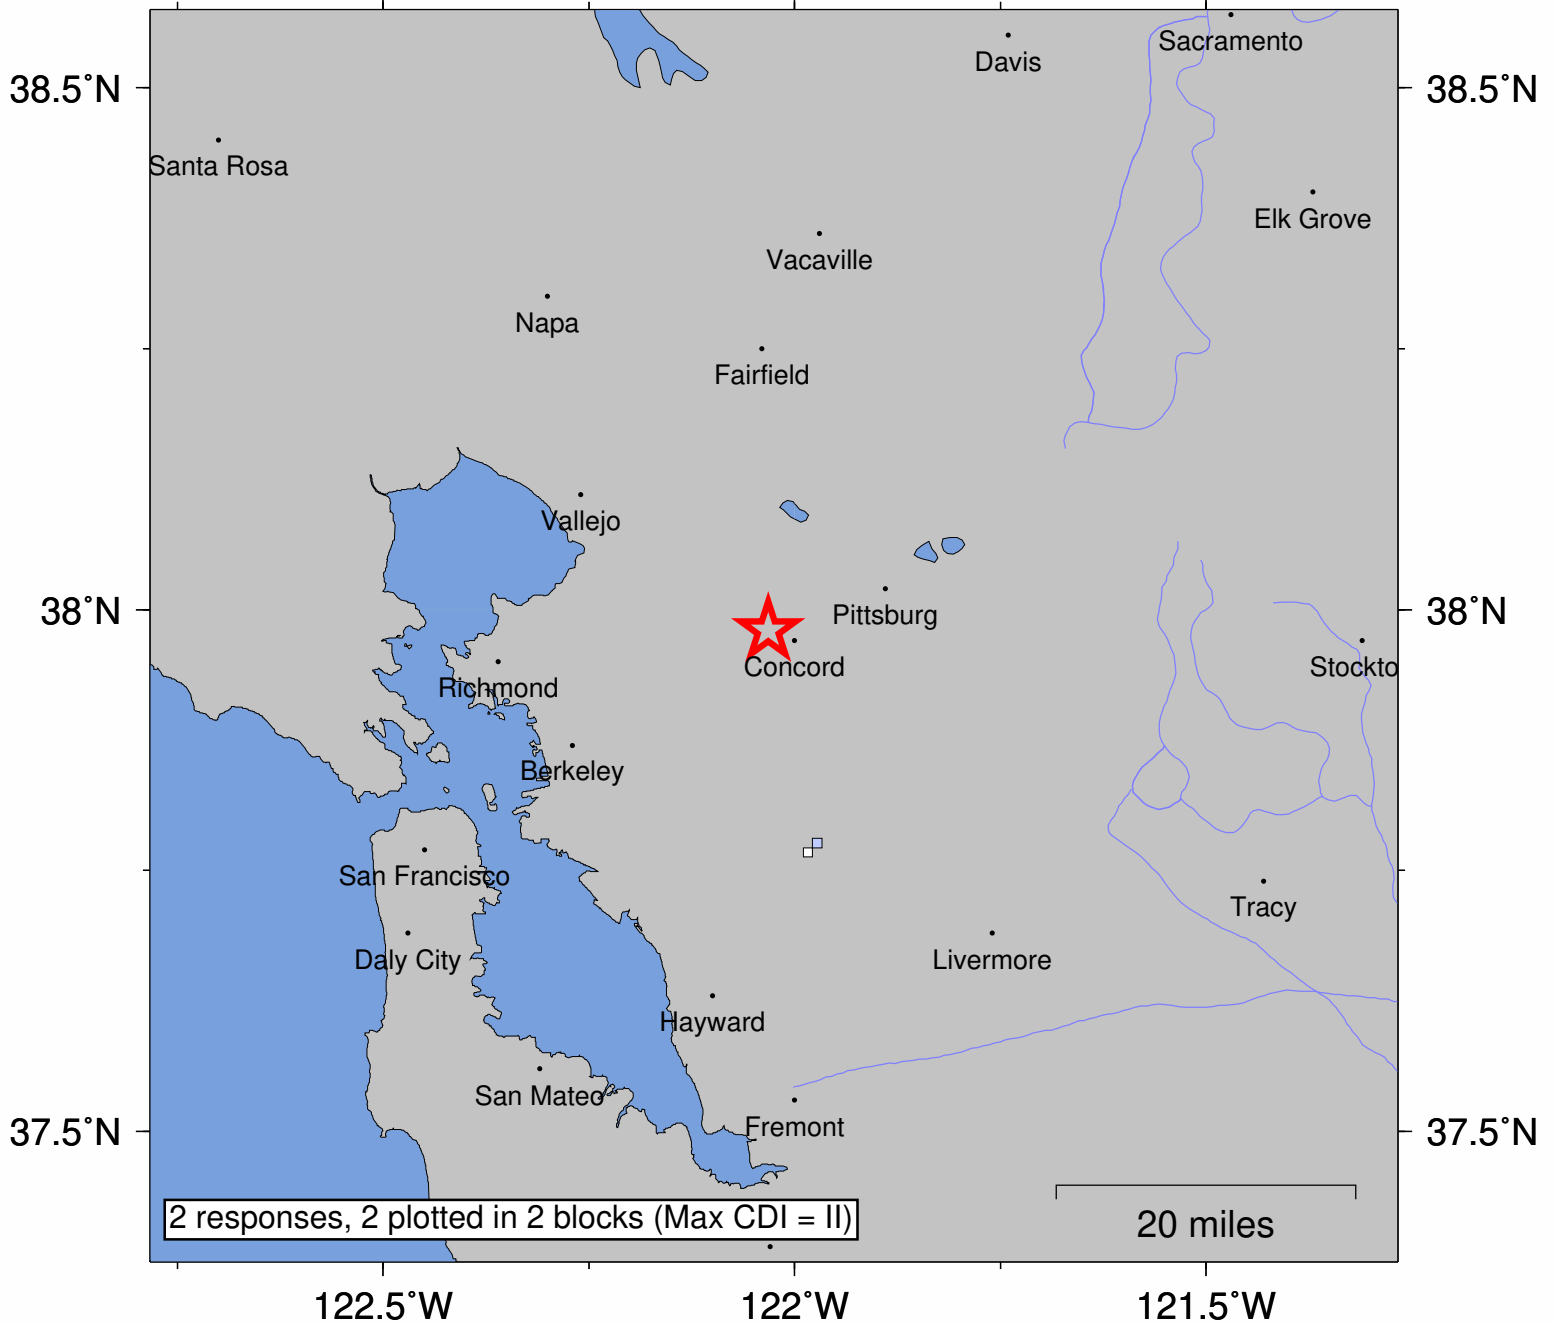 Sacramento
Davis
38.5°N
38.5°N
Santa Rosa
Elk Grove
Vacaville
Napa
Fairfield
Vallejo
38°N
Pittsburg
38°N
Concord
Stockto
Richmond
Berkeley
San Francisco
Tracy
Daly City
Livermore
Hayward
San Mateo
Fremont
37.5°N
37.5°N
2 responses, 2 plotted in 2 blocks (Max CDI = II)
20 miles
122.5°W
122°W
121.5°W